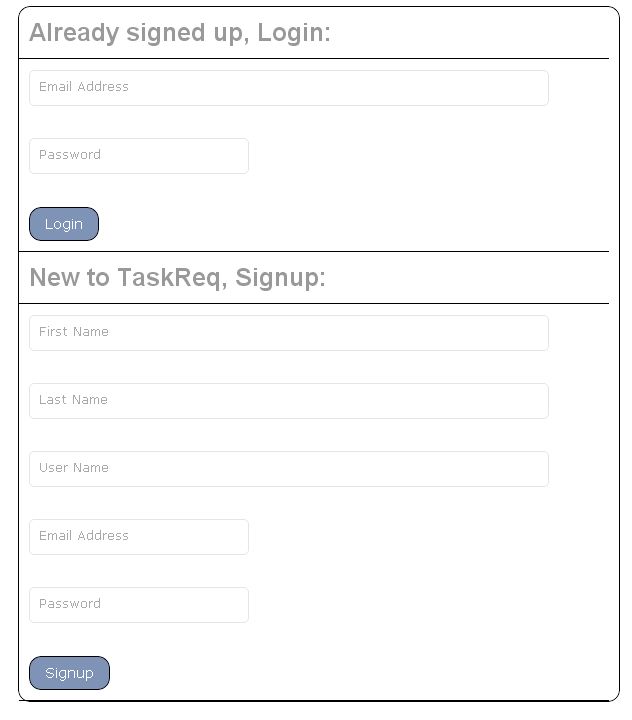 Already signed up, Login:
Email Address
Password
Login
New to TaskReq, Signup:
First Name
Last Name
User Name
Email Address
Password
Signup